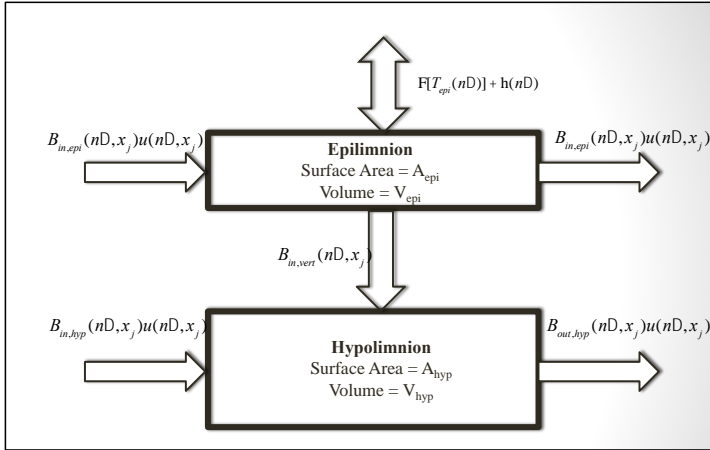 F[T_epi(nD)] + h(nD)
B_in,epi(nD,x_j)u(nD,x_j)
B_in,epi(nD,x_j)u(nD,x_j)
Epilimnion
Surface Area = A_epi
Volume = V_epi
B_in,vert(nD,x_j)
B_in,hyp(nD,x_j)u(nD,x_j)
B_out,hyp(nD,x_j)u(nD,x_j)
Hypolimnion
Surface Area = A_hyp
Volume = V_hyp